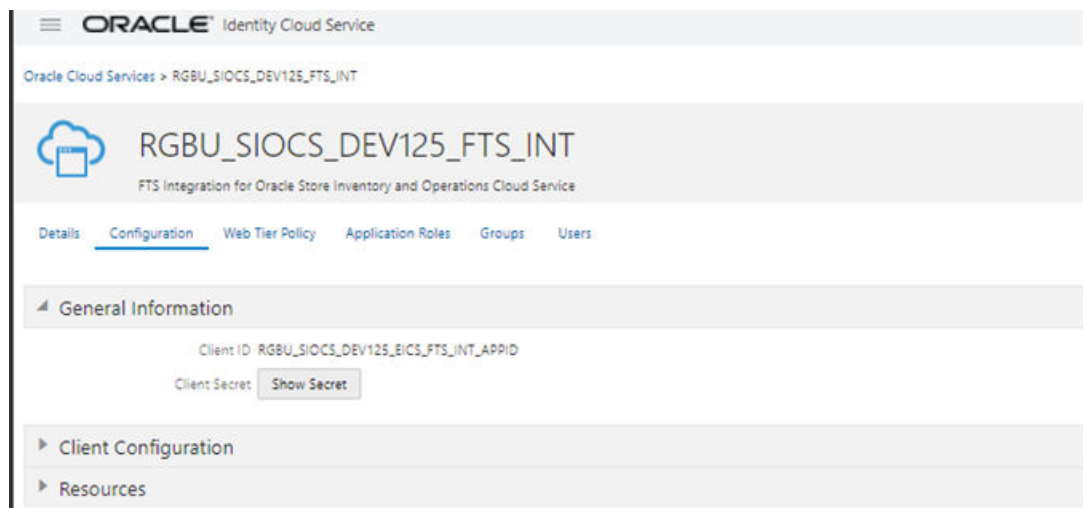 ORACLE® Identity Cloud Service
Oracle Cloud Services > RGBU_SIOCS_DEV125_FTS_INT
RGBU_SIOCS_DEV125_FTS_INT
FTS Integration for Oracle Store Inventory and Operations Cloud Service
Details Configuration Web Tier Policy Application Roles Groups Users
General Information
Client ID RGBU_SIOCS_DEV125_EICS_FTS_INT_APPID
Client Secret Show Secret
Client Configuration
Resources